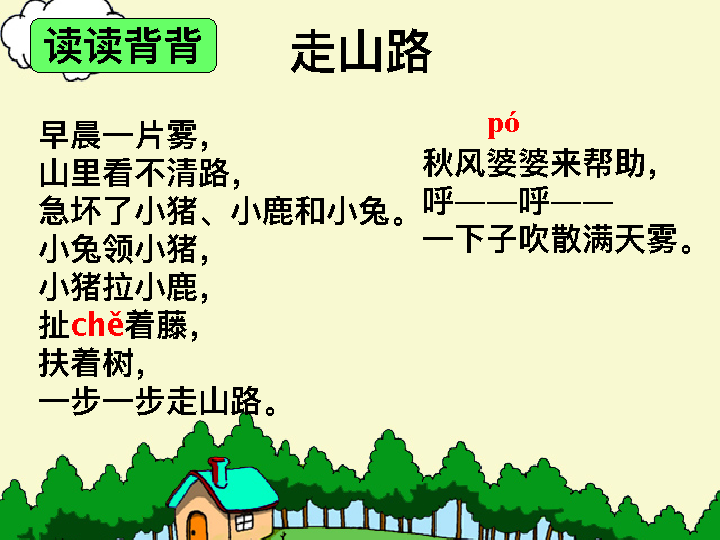 读读背背
走山路
早晨一片雾，
山里看不清路，
急坏了小猪、小鹿和小兔。
小兔领小猪，
小猪拉小鹿，
扯chě着藤，
扶着树，
一步一步走山路。
pó
秋风婆婆来帮助，
呼——呼——
一下子吹散满天雾。